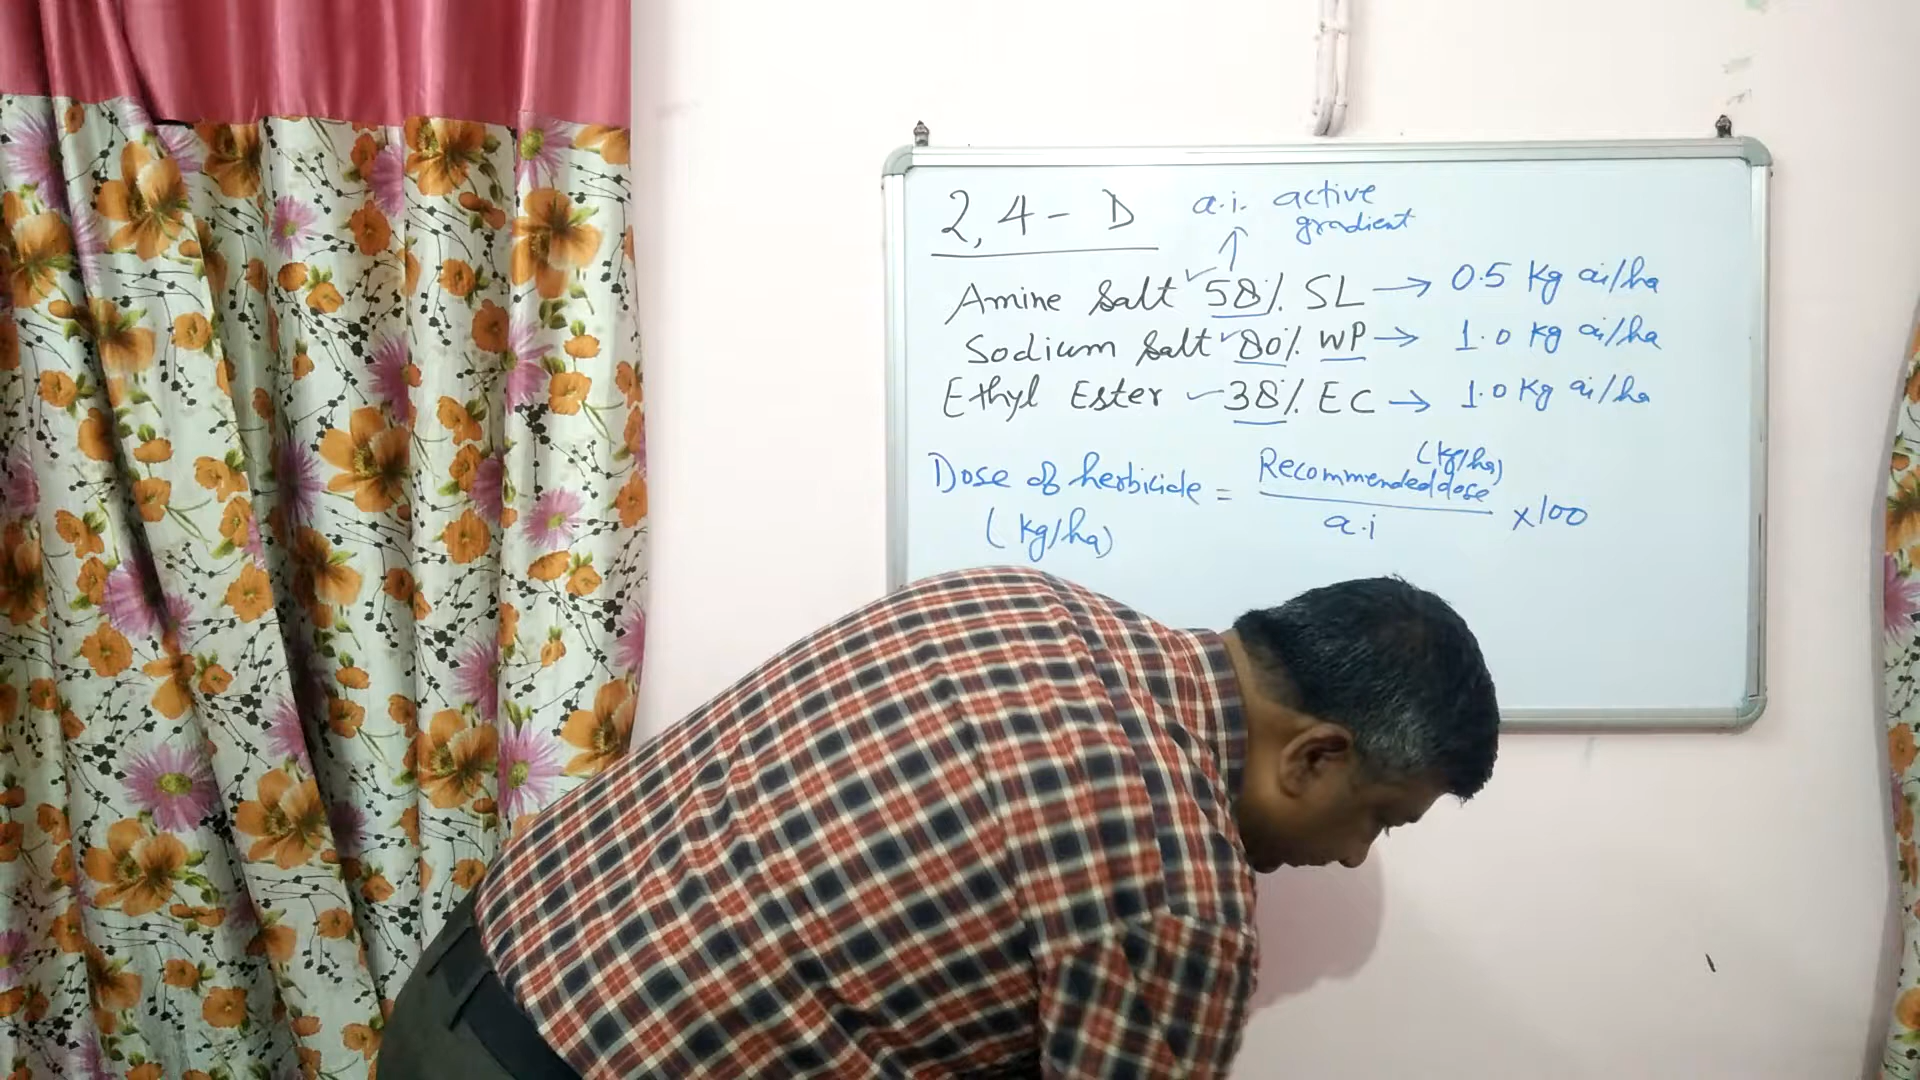 2,4-D a.i. active
gradient
Amine Salt 58% SL → 0.5 Kg ai/ha
Sodium Salt 80% WP → 1.0 Kg ai/ha
Ethyl Ester 38% EC → 1.0 Kg ai/ha
Dose of herbicide = Recommended dose (kg/ha)
(kg/ha) a.i ×100